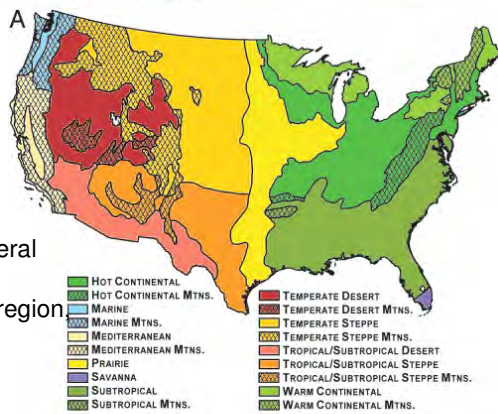 A
eral
region,
HOT CONTINENTAL
HOT CONTINENTAL MTNS.
MARINE
MARINE MTNS.
MEDITERRANEAN
MEDITERRANEAN MTNS.
PRAIRIE
SAVANNA
SUBTROPICAL
SUBTROPICAL MTNS.
TEMPERATE DESERT
TEMPERATE DESERT MTNS.
TEMPERATE STEPPE
TEMPERATE STEPPE MTNS.
TROPICAL/SUBTROPICAL DESERT
TROPICAL/SUBTROPICAL STEPPE
TROPICAL/SUBTROPICAL STEPPE MTNS.
WARM CONTINENTAL
WARM CONTINENTAL MTNS.